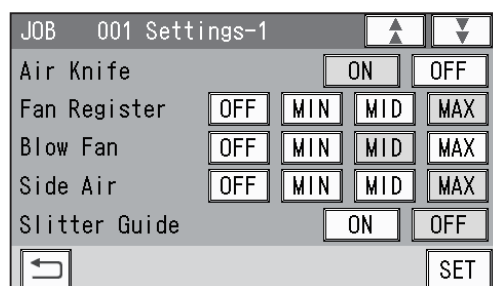 JOB 001 Settings-1
Air Knife ON OFF
Fan Register OFF MIN MID MAX
Blow Fan OFF MIN MID MAX
Side Air OFF MIN MID MAX
Slitter Guide ON OFF
SET